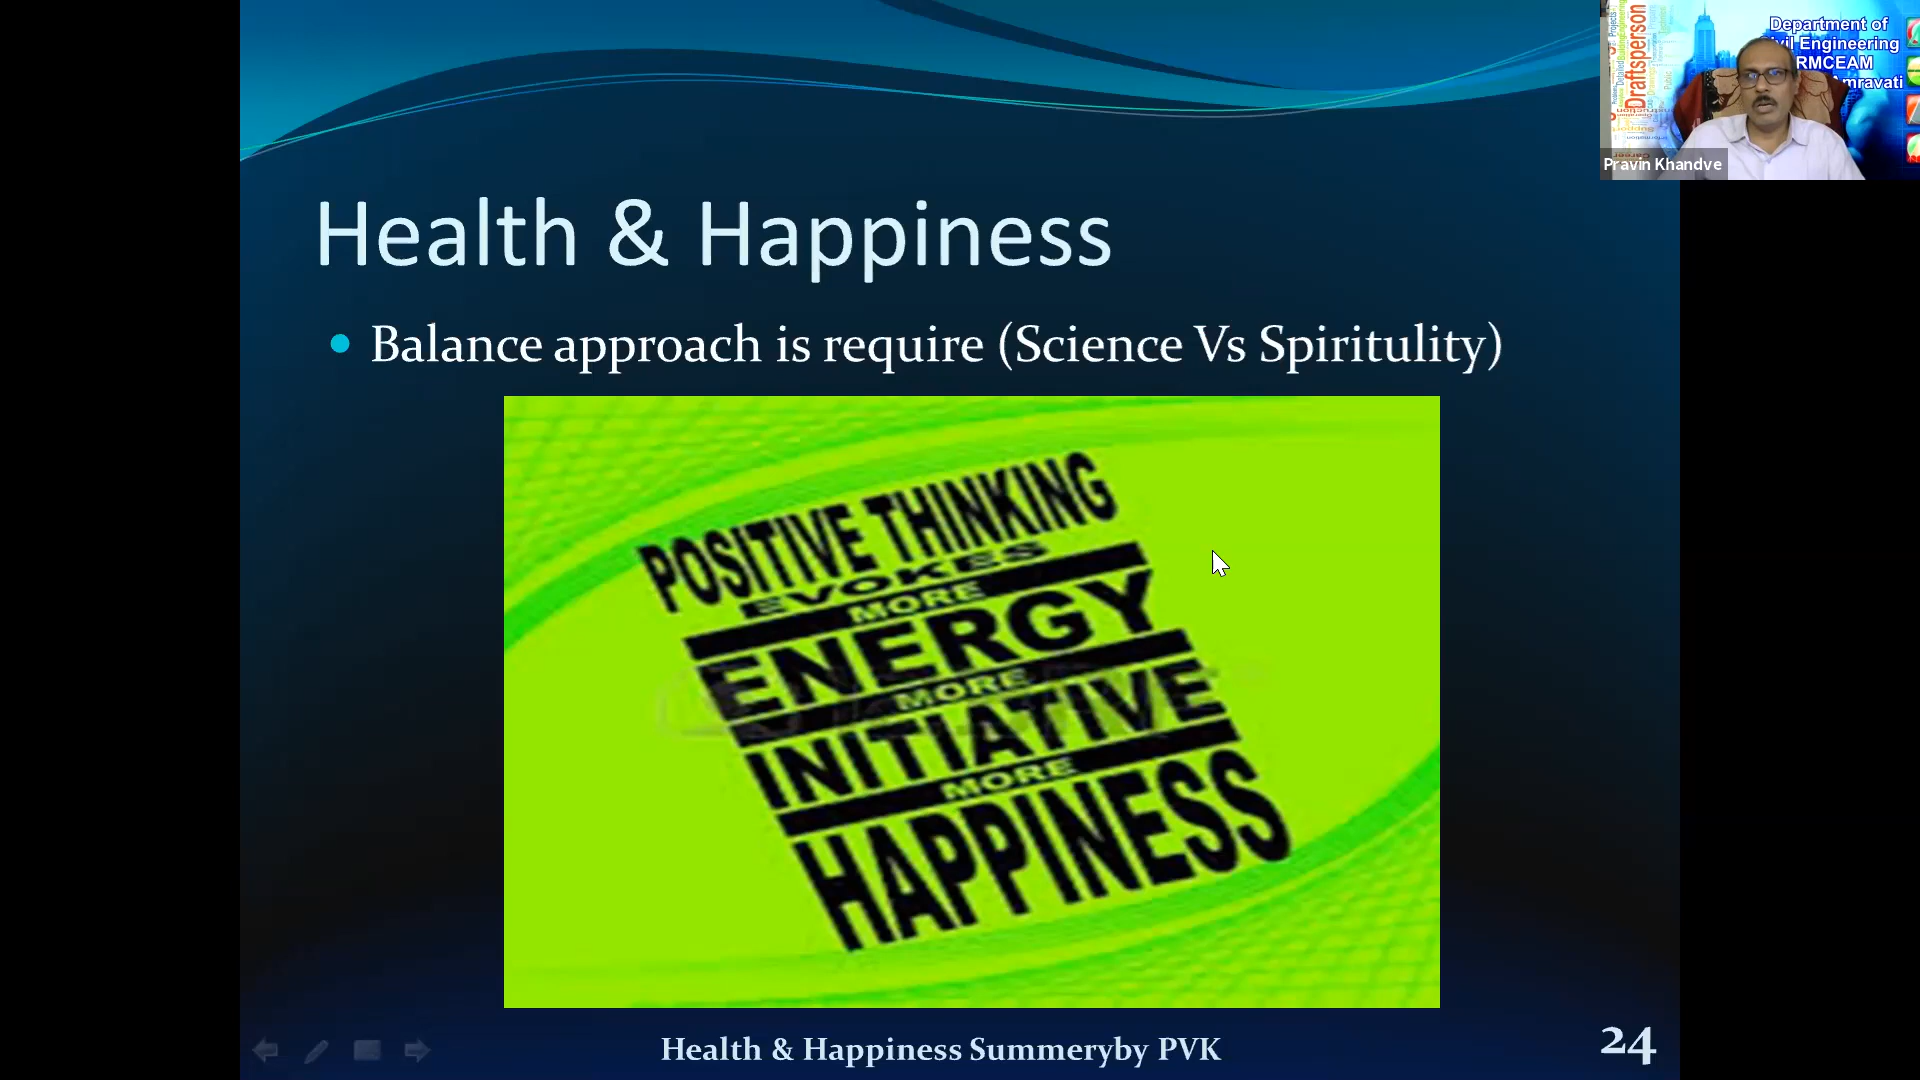 Health & Happiness
Balance approach is require (Science Vs Spiritulity)
POSITIVE THINKING
EVOKES
MORE
ENERGY
MORE
INITIATIVE
MORE
HAPPINESS
Health & Happiness Summeryby PVK
24
Department of
Engineering
RMCEAM
Amravati
Draftsperson
Pravin Khandve